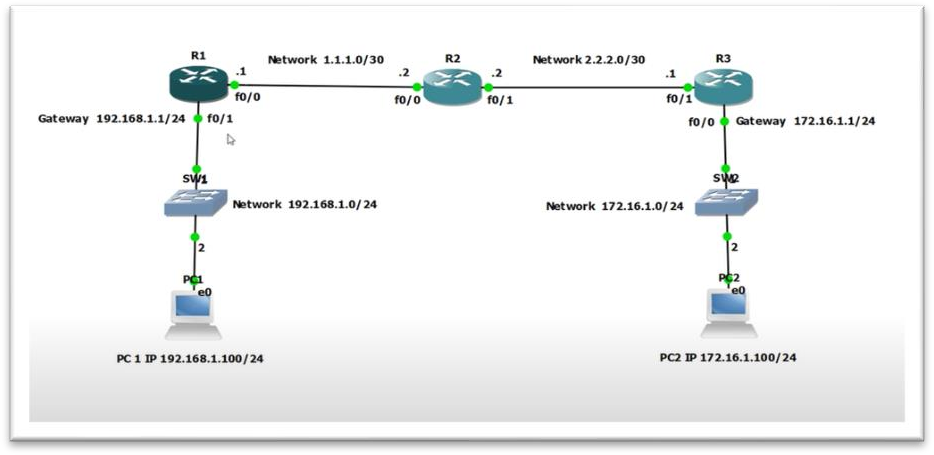 R1
Network 1.1.1.0/30
R2
Network 2.2.2.0/30
R3
.1
.2
.2
.1
f0/0
f0/0
f0/1
f0/1
Gateway 192.168.1.1/24
f0/1
f0/0
Gateway 172.16.1.1/24
SW1
SW2
Network 192.168.1.0/24
Network 172.16.1.0/24
2
2
PC1
PC2
e0
e0
PC 1 IP 192.168.1.100/24
PC2 IP 172.16.1.100/24